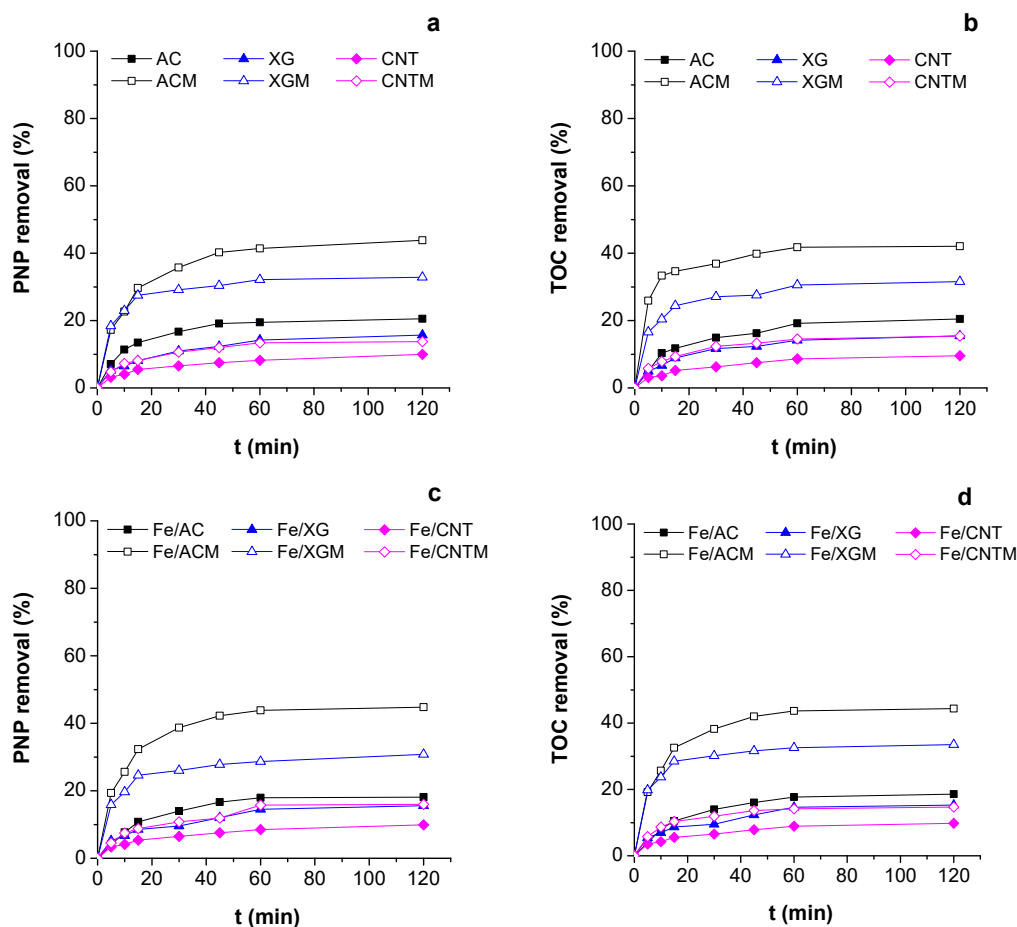 a
100
80
60
40
20
0
AC XG CNT
ACM XGM CNTM
PNP removal (%)
0 20 40 60 80 100 120
t (min)
b
100
80
60
40
20
0
AC XG CNT
ACM XGM CNTM
TOC removal (%)
0 20 40 60 80 100 120
t (min)
c
100
80
60
40
20
0
Fe/AC Fe/XG Fe/CNT
Fe/ACM Fe/XGM Fe/CNTM
PNP removal (%)
0 20 40 60 80 100 120
t (min)
d
100
80
60
40
20
0
Fe/AC Fe/XG Fe/CNT
Fe/ACM Fe/XGM Fe/CNTM
TOC removal (%)
0 20 40 60 80 100 120
t (min)